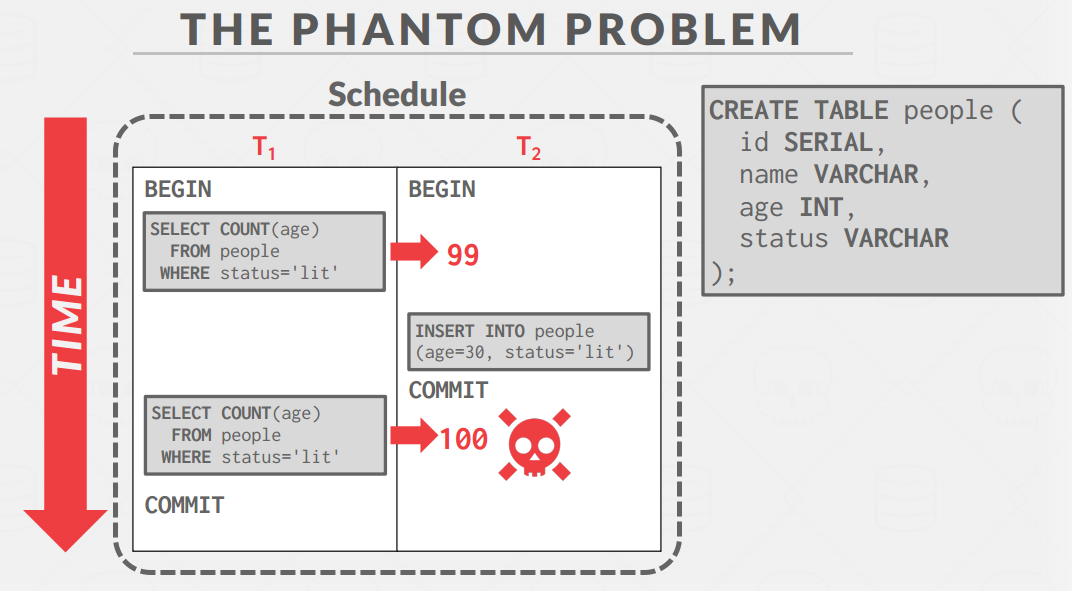 THE PHANTOM PROBLEM
Schedule
TIME
T1
T2
BEGIN
SELECT COUNT(age)
FROM people
WHERE status='lit'
99
SELECT COUNT(age)
FROM people
WHERE status='lit'
100
COMMIT
BEGIN
INSERT INTO people
(age=30, status='lit')
COMMIT
CREATE TABLE people (
id SERIAL,
name VARCHAR,
age INT,
status VARCHAR
);